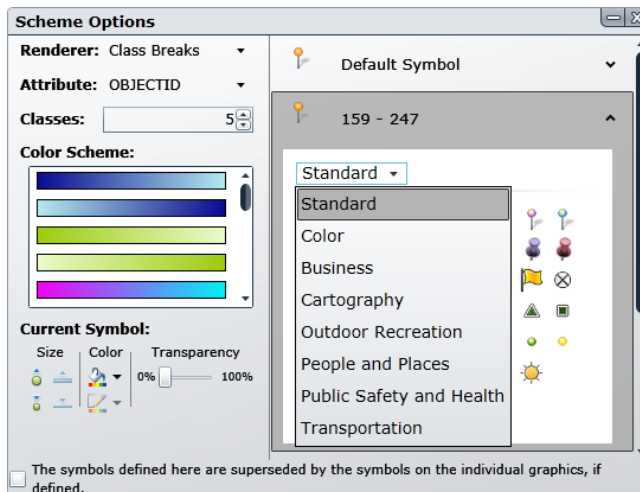 Scheme Options
Renderer: Class Breaks
Attribute: OBJECTID
Classes: 5
Color Scheme:
Current Symbol:
Size Color Transparency
0% 100%
Default Symbol
159 - 247
Standard
Standard
Color
Business
Cartography
Outdoor Recreation
People and Places
Public Safety and Health
Transportation
The symbols defined here are superseded by the symbols on the individual graphics, if
defined.